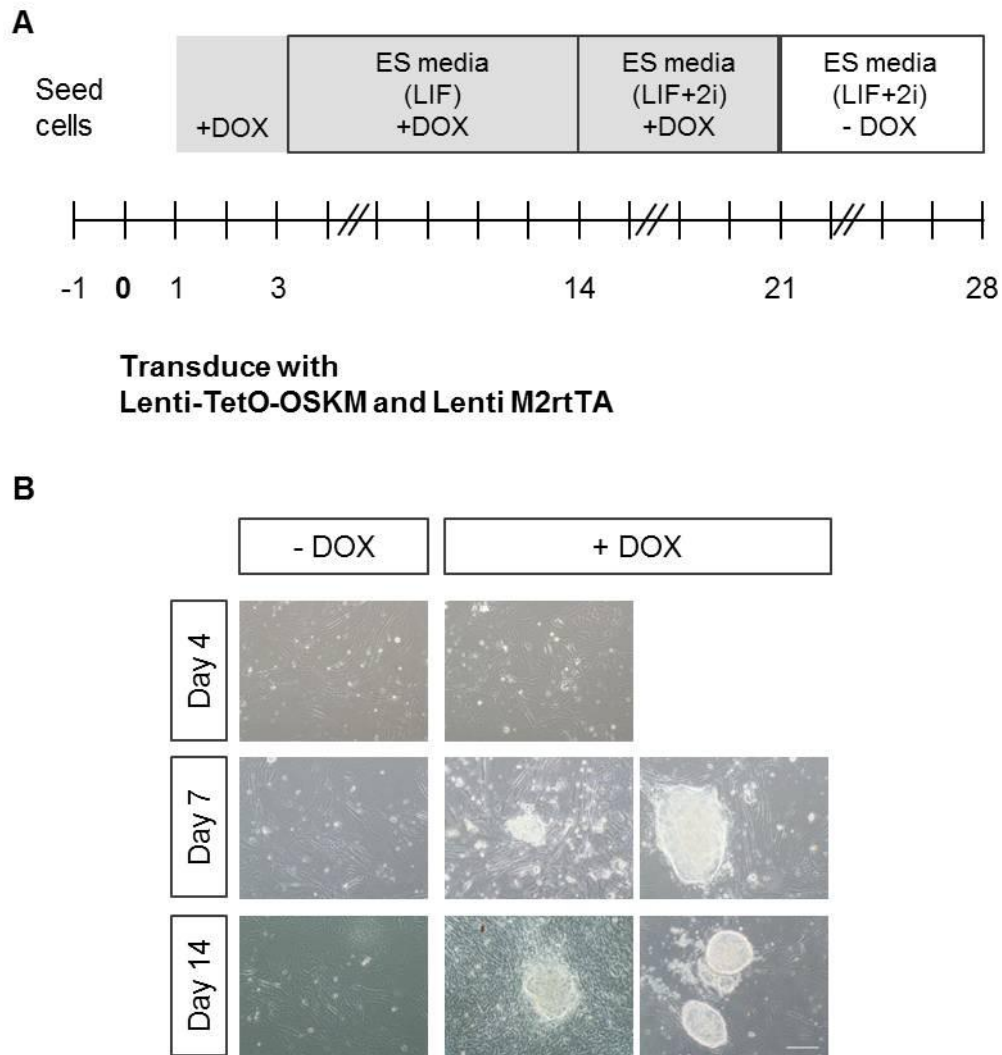 A
Seed
cells
+DOX
ES media
(LIF)
+DOX
ES media
(LIF+2i)
+DOX
ES media
(LIF+2i)
- DOX
-1 0 1 3 14 21 28
Transduce with
Lenti-TetO-OSKM and Lenti M2rtTA
B
- DOX
+ DOX
Day 4
Day 7
Day 14